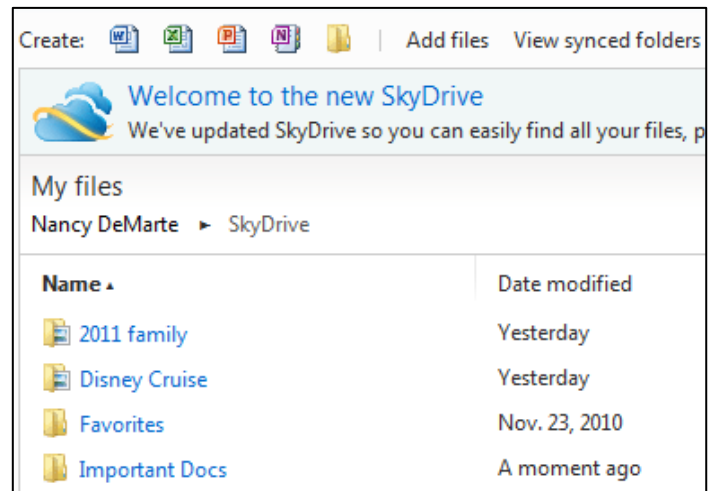 Create: Add files View synced folders
Welcome to the new SkyDrive
We've updated SkyDrive so you can easily find all your files, p
My files
Nancy DeMarte ► SkyDrive
Name ▴ Date modified
2011 family Yesterday
Disney Cruise Yesterday
Favorites Nov. 23, 2010
Important Docs A moment ago